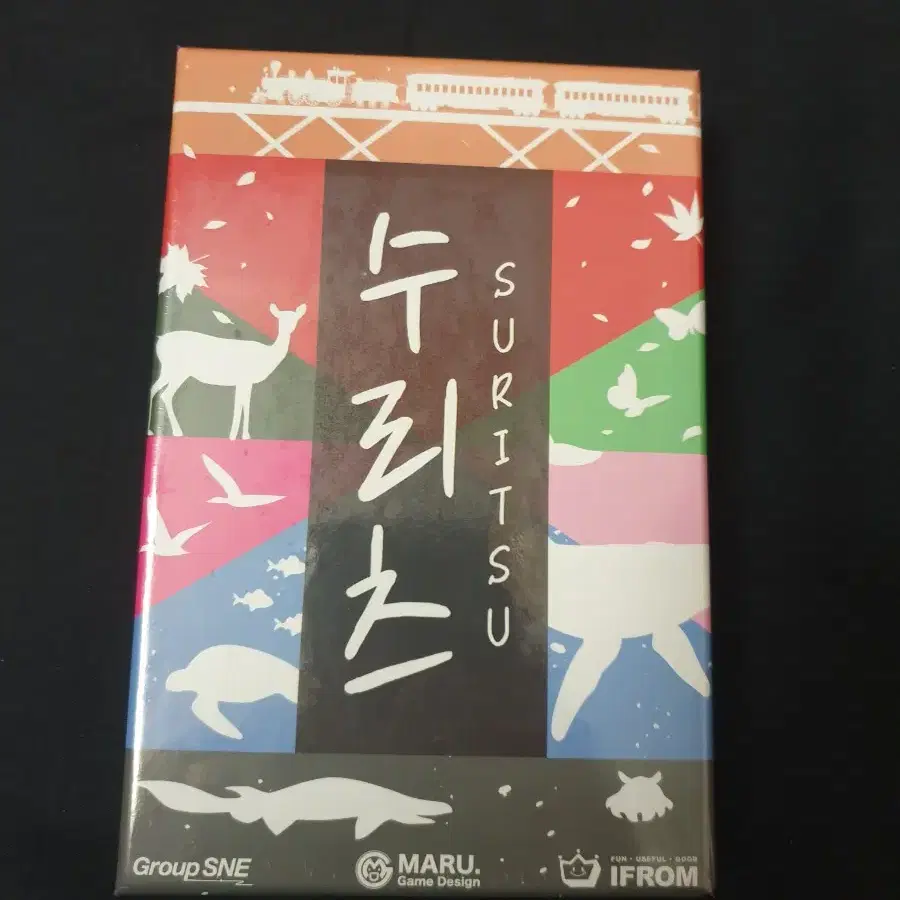 수리츠
SURITSU
Group SNE
MARU.
Game Design
FUN · USEFUL · GOOD
IFROM